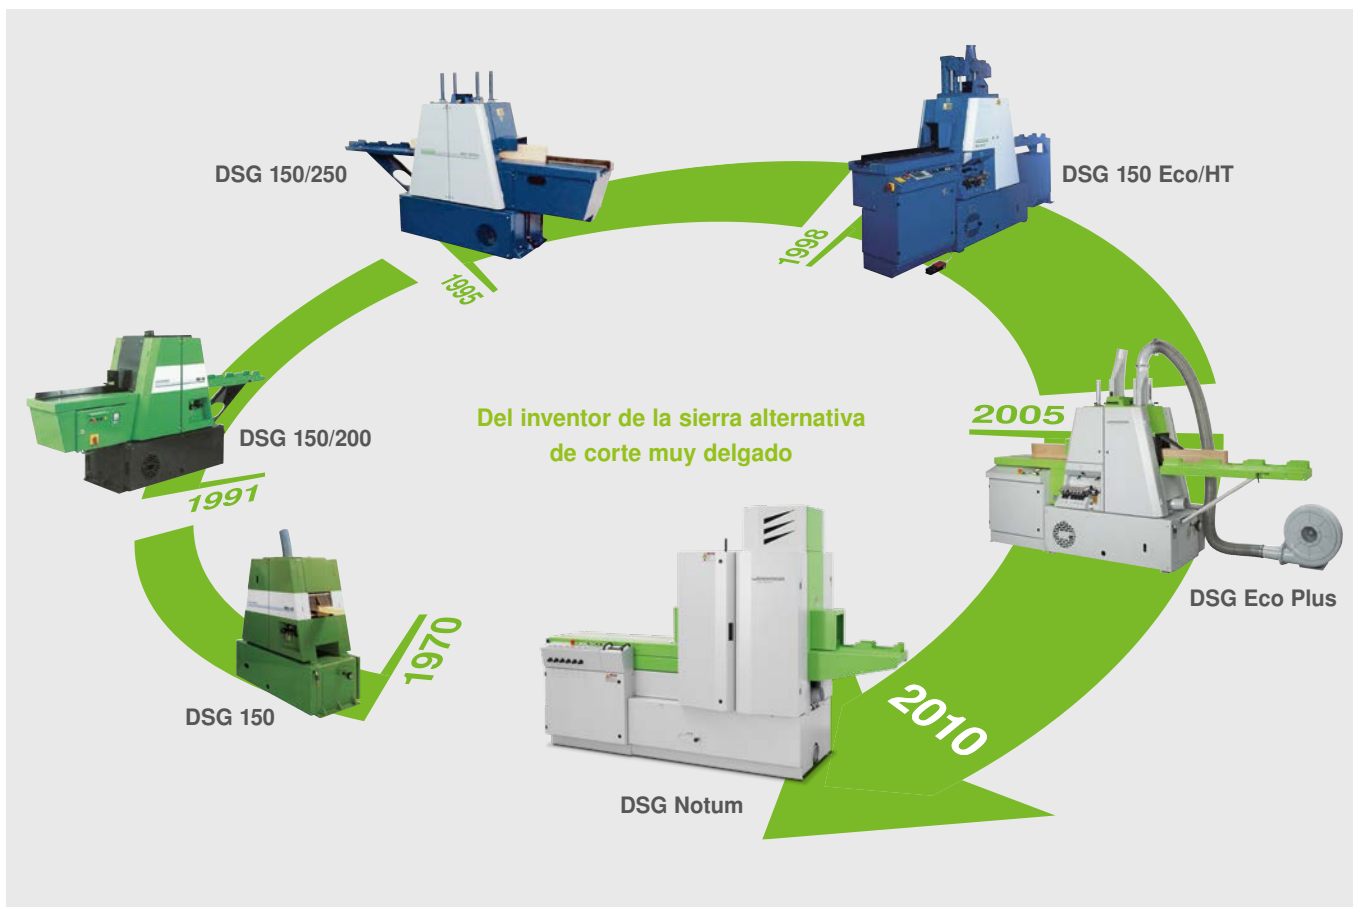 DSG 150/250
DSG 150 Eco/HT
1998
1995
2005
Del inventor de la sierra alternativa
de corte muy delgado
DSG 150/200
1991
DSG Eco Plus
1970
DSG 150
2010
DSG Notum